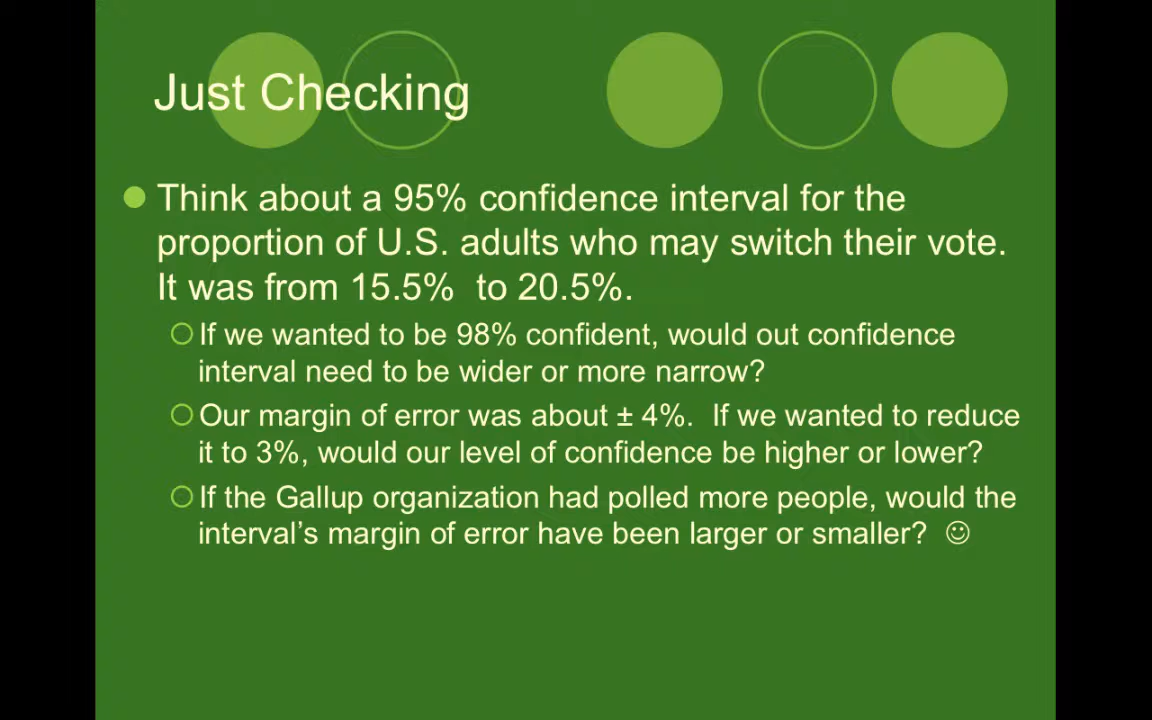 Just Checking
Think about a 95% confidence interval for the
proportion of U.S. adults who may switch their vote.
It was from 15.5% to 20.5%.
If we wanted to be 98% confident, would out confidence
interval need to be wider or more narrow?
Our margin of error was about ± 4%. If we wanted to reduce
it to 3%, would our level of confidence be higher or lower?
If the Gallup organization had polled more people, would the
interval’s margin of error have been larger or smaller? ☺